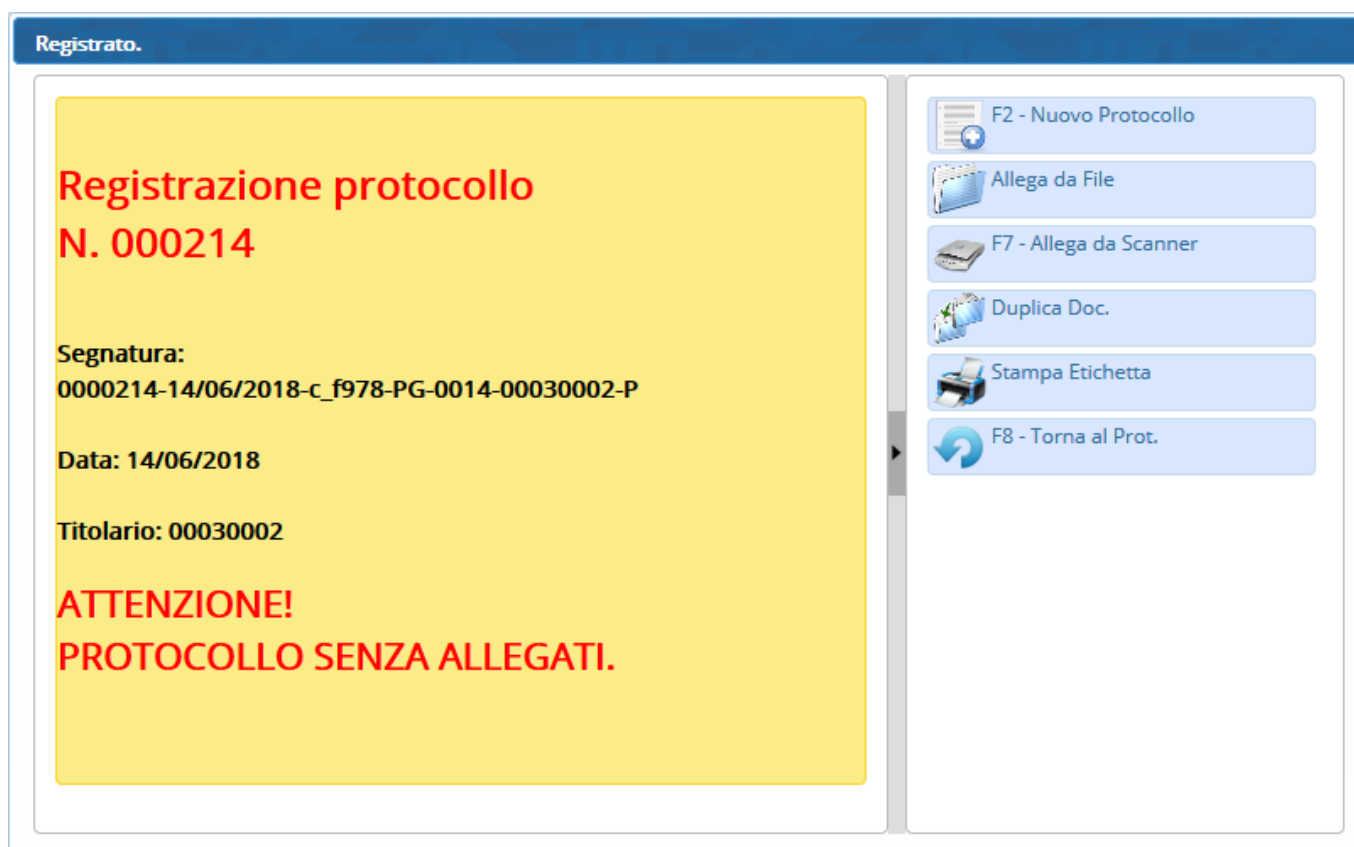 Registrato.
Registrazione protocollo
N. 000214
Segnatura:
0000214-14/06/2018-c_f978-PG-0014-00030002-P
Data: 14/06/2018
Titolario: 00030002
ATTENZIONE!
PROTOCOLLO SENZA ALLEGATI.
F2 - Nuovo Protocollo
Allega da File
F7 - Allega da Scanner
Duplica Doc.
Stampa Etichetta
F8 - Torna al Prot.